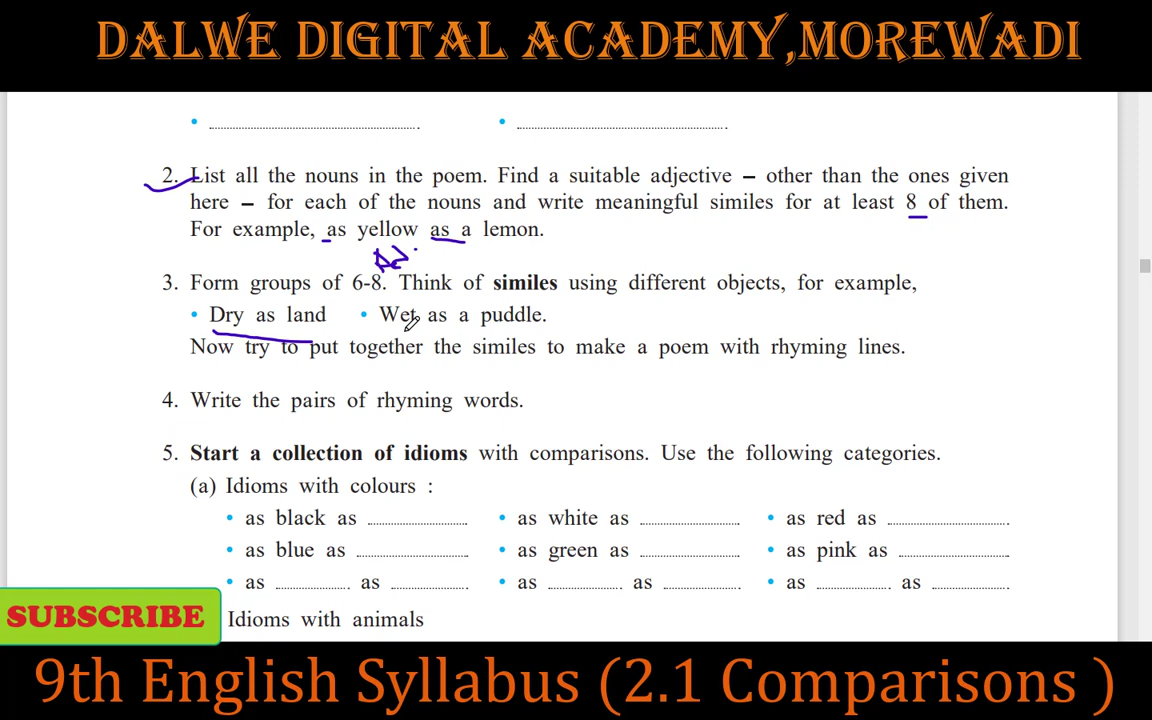 DALWE DIGITAL ACADEMY,MOREWADI
• ........................................ • ........................................
2. List all the nouns in the poem. Find a suitable adjective – other than the ones given
here – for each of the nouns and write meaningful similes for at least 8 of them.
For example, as yellow as a lemon.
3. Form groups of 6-8. Think of similes using different objects, for example,
• Dry as land • Wet as a puddle.
Now try to put together the similes to make a poem with rhyming lines.
4. Write the pairs of rhyming words.
5. Start a collection of idioms with comparisons. Use the following categories.
(a) Idioms with colours :
• as black as .................... • as white as .................... • as red as ....................
• as blue as .................... • as green as .................... • as pink as ....................
• as ............... as .................... • as ............... as .................... • as ............... as ....................
SUBSCRIBE
Idioms with animals
9th English Syllabus (2.1 Comparisons )